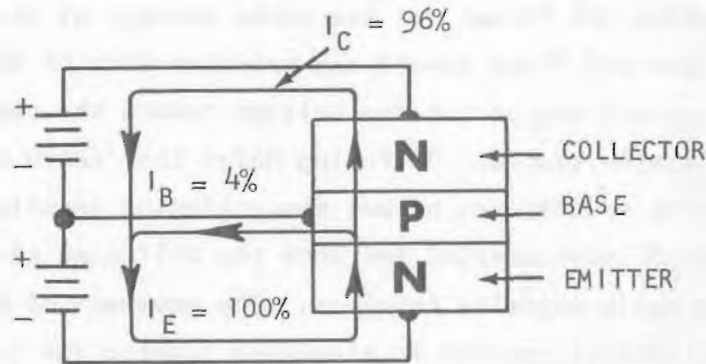 I_C = 96%
+
-
I_B = 4%
+
-
I_E = 100%
N
P
N
COLLECTOR
BASE
EMITTER